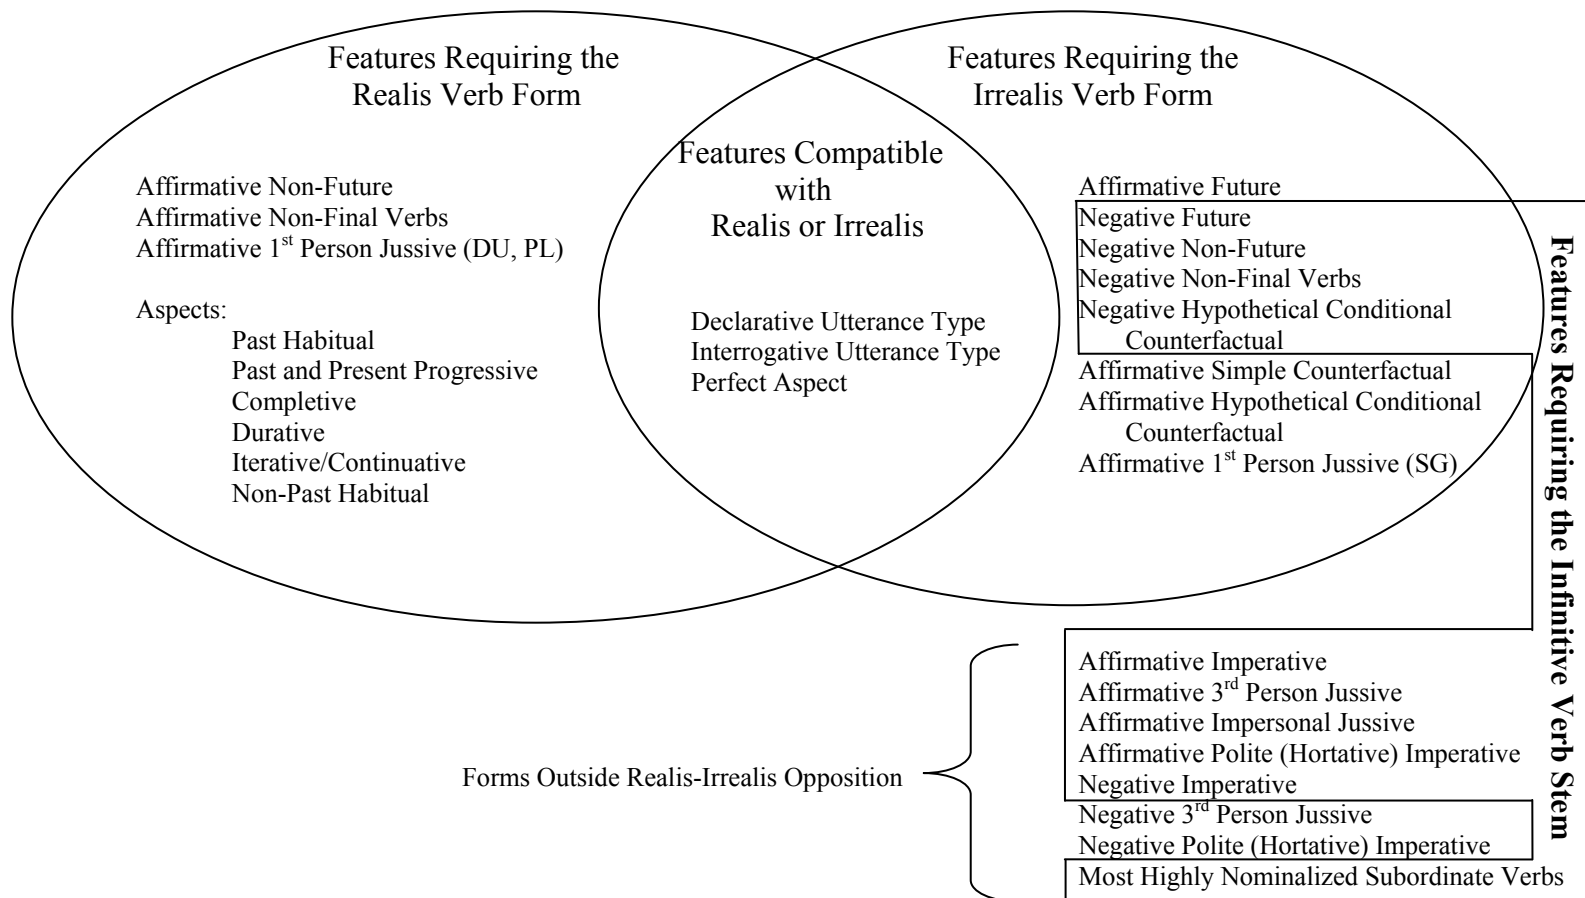 Features Requiring the
Realis Verb Form
Affirmative Non-Future
Affirmative Non-Final Verbs
Affirmative 1st Person Jussive (DU, PL)
Aspects:
Past Habitual
Past and Present Progressive
Completive
Durative
Iterative/Continuative
Non-Past Habitual
Features Compatible
with
Realis or Irrealis
Declarative Utterance Type
Interrogative Utterance Type
Perfect Aspect
Features Requiring the
Irrealis Verb Form
Affirmative Future
Negative Future
Negative Non-Future
Negative Non-Final Verbs
Negative Hypothetical Conditional
Counterfactual
Affirmative Simple Counterfactual
Affirmative Hypothetical Conditional
Counterfactual
Affirmative 1st Person Jussive (SG)
Features Requiring the Infinitive Verb Stem
Forms Outside Realis-Irrealis Opposition
Affirmative Imperative
Affirmative 3rd Person Jussive
Affirmative Impersonal Jussive
Affirmative Polite (Hortative) Imperative
Negative Imperative
Negative 3rd Person Jussive
Negative Polite (Hortative) Imperative
Most Highly Nominalized Subordinate Verbs